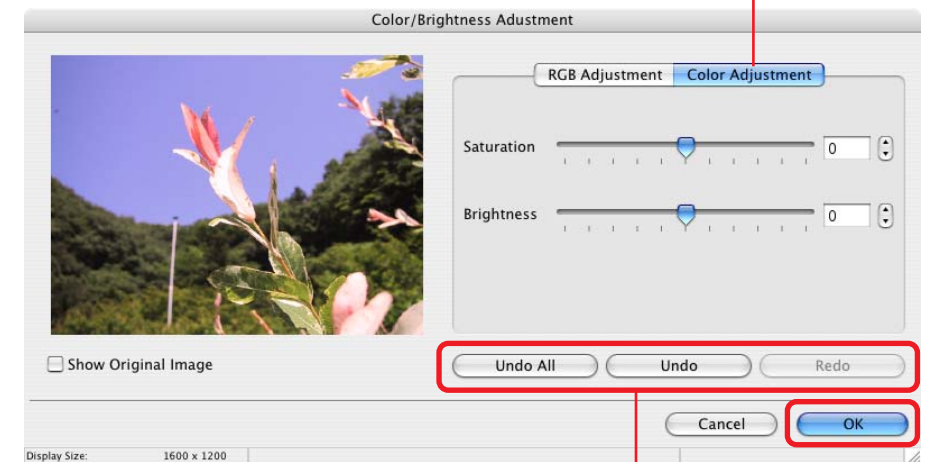 Color/Brightness Adustment
RGB Adjustment Color Adjustment
Saturation 0
Brightness 0
Show Original Image
Undo All Undo Redo
Cancel OK
Display Size: 1600 x 1200